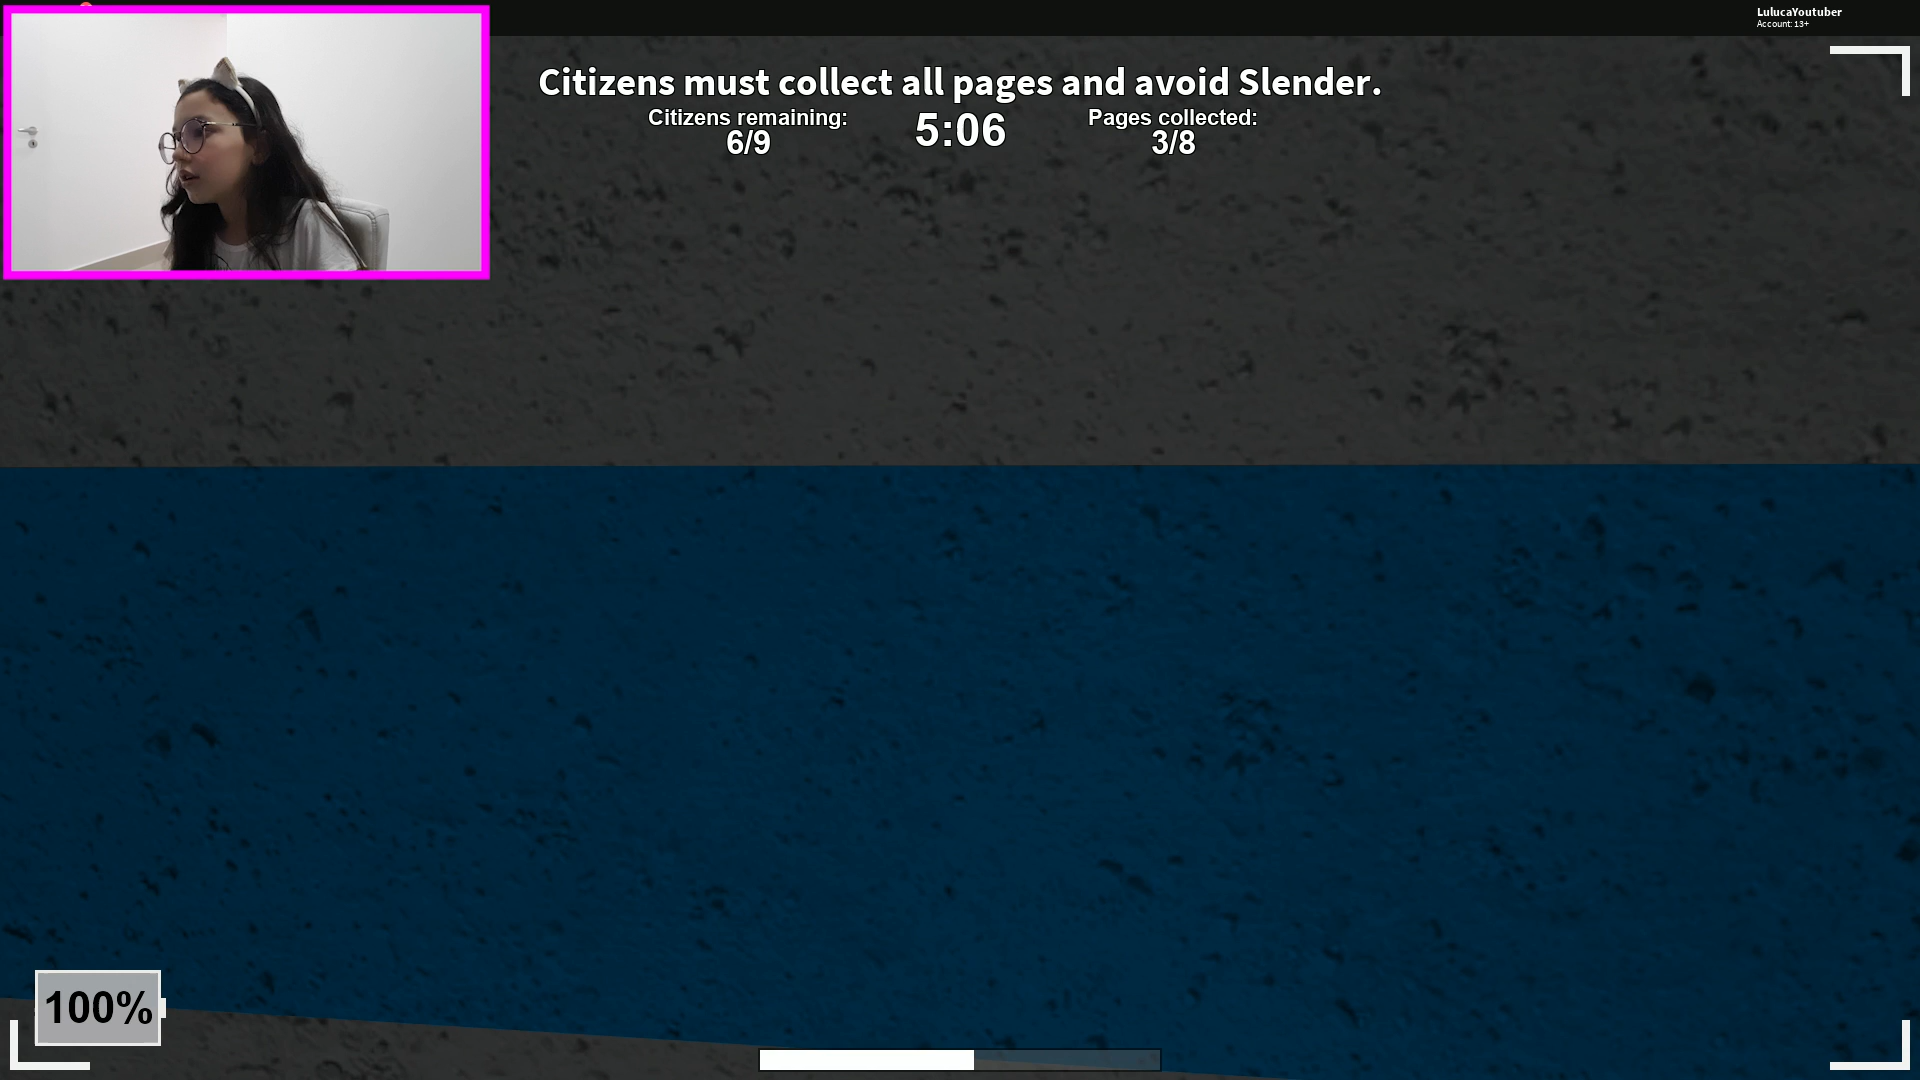 LulucaYoutuber
Account: 13+
Citizens must collect all pages and avoid Slender.
Citizens remaining:
6/9
5:06
Pages collected:
3/8
100%